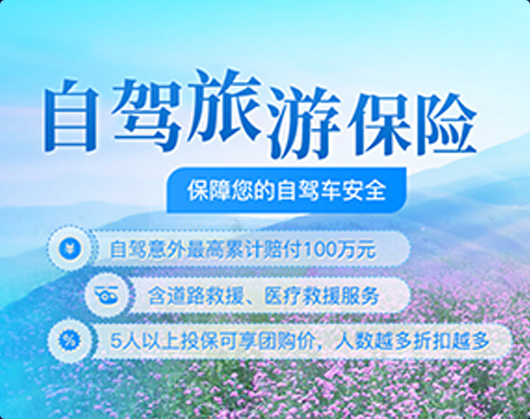 自驾旅游保险
保障您的自驾车安全
自驾意外最高累计赔付100万元
含道路救援、医疗救援服务
5人以上投保可享团购价，人数越多折扣越多